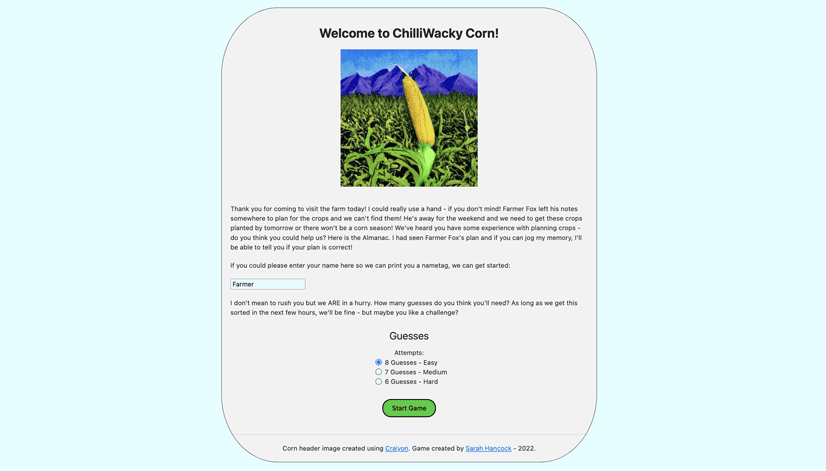 Welcome to ChilliWacky Corn!
Thank you for coming to visit the farm today! I could really use a hand - if you don't mind! Farmer Fox left his notes
somewhere to plan for the crops and we can't find them! He's away for the weekend and we need to get these crops
planted by tomorrow or there won't be a corn season! We've heard you have some experience with planning crops -
do you think you could help us? Here is the Almanac. I had seen Farmer Fox's plan and if you can jog my memory, I'll
be able to tell you if your plan is correct!
If you could please enter your name here so we can print you a nametag, we can get started:
Farmer
I don't mean to rush you but we ARE in a hurry. How many guesses do you think you'll need? As long as we get this
sorted in the next few hours, we'll be fine - but maybe you like a challenge?
Guesses
Attempts:
8 Guesses - Easy
7 Guesses - Medium
6 Guesses - Hard
Start Game
Corn header image created using Craiyon. Game created by Sarah Hancock - 2022.